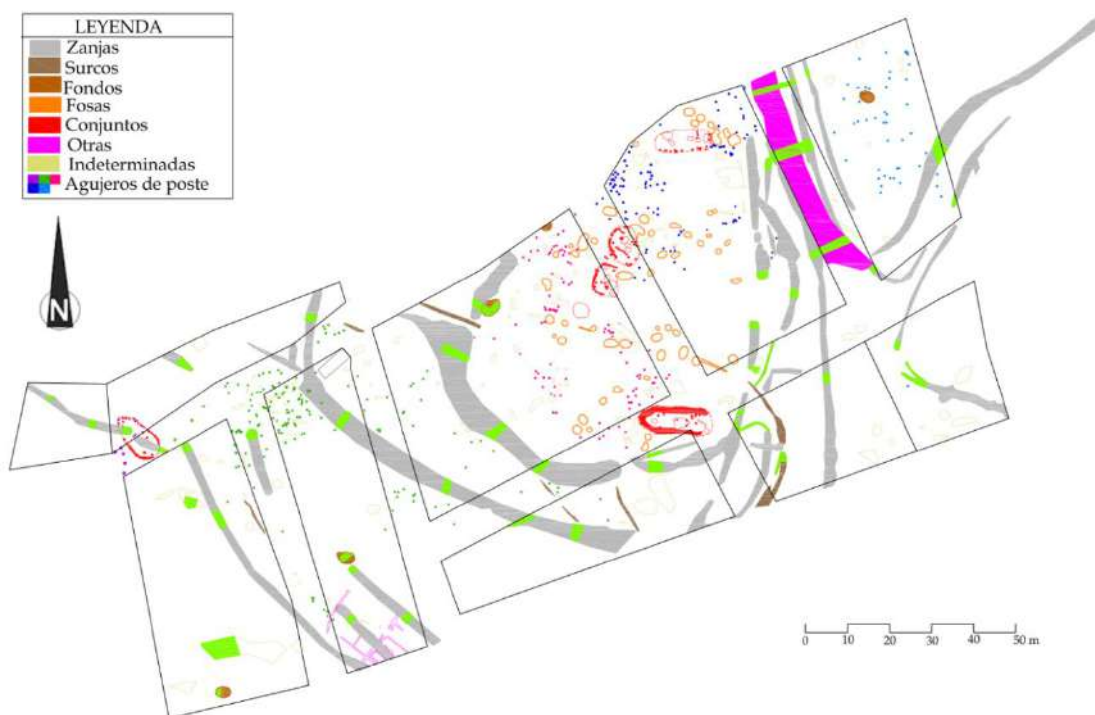 LEYENDA
Zanjas
Surcos
Fondos
Fosas
Conjuntos
Otras
Indeterminadas
Agujeros de poste
N
0 10 20 30 40 50 m